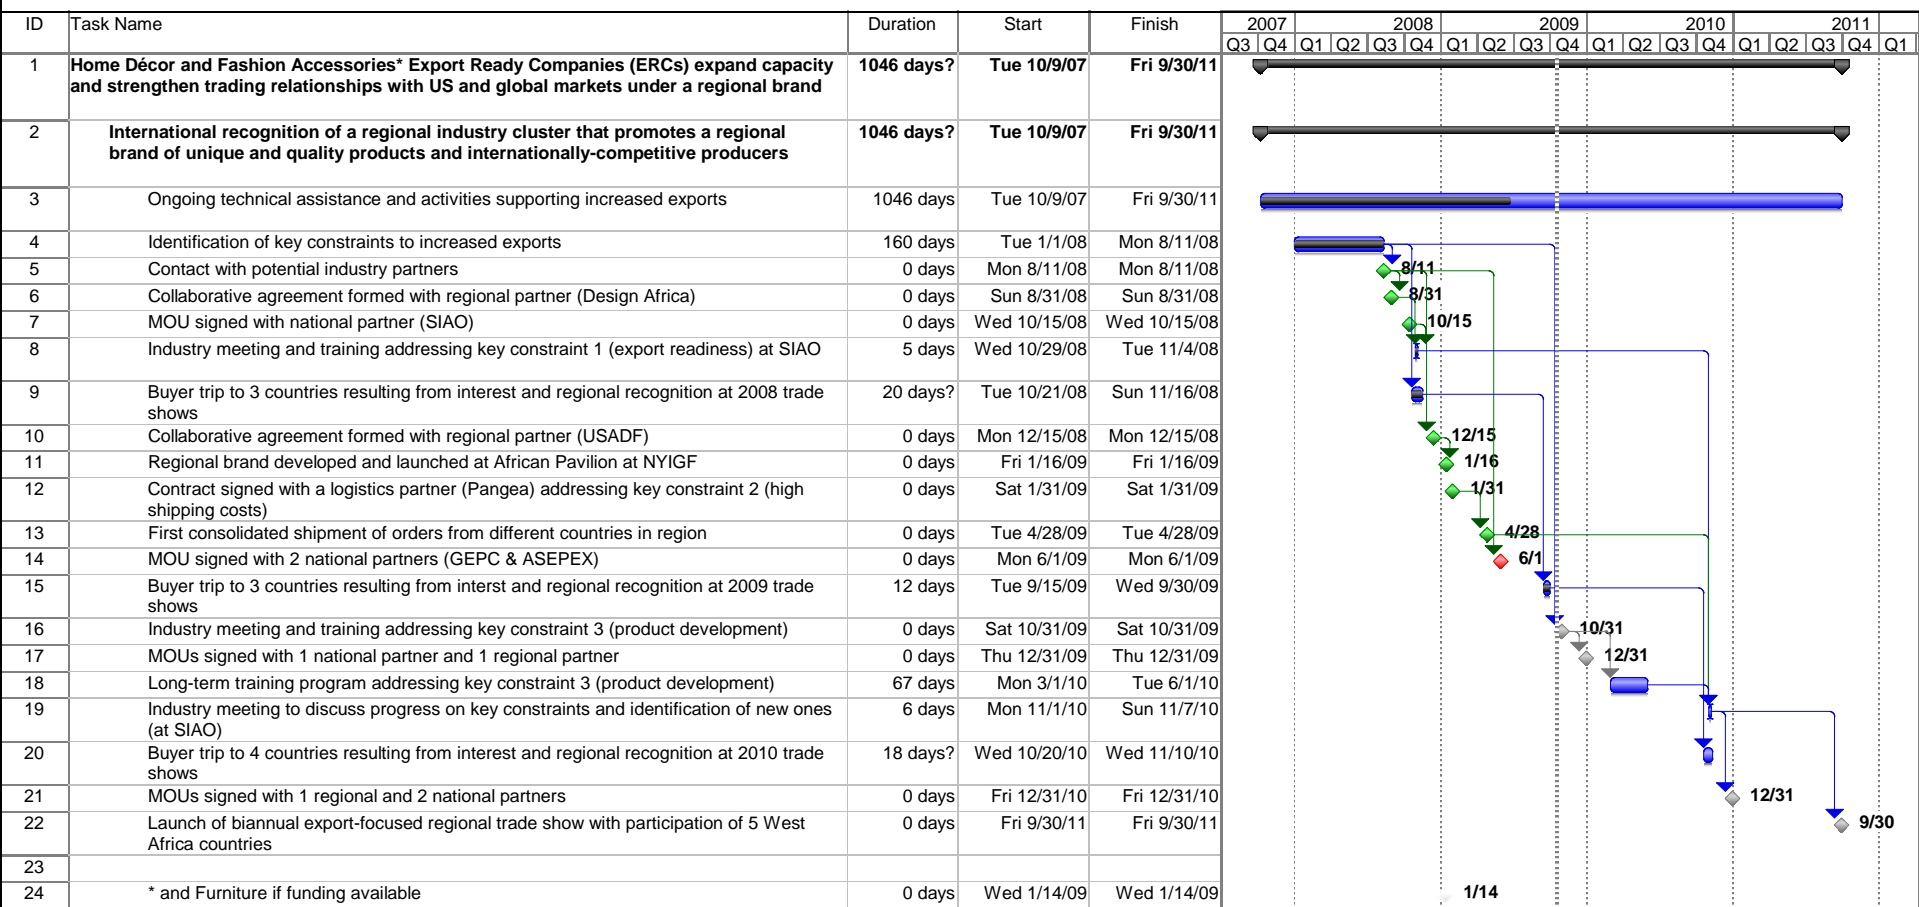 ID Task Name Duration Start Finish 2007 2008 2009 2010 2011
Q3 Q4 Q1 Q2 Q3 Q4 Q1 Q2 Q3 Q4 Q1 Q2 Q3 Q4 Q1 Q2 Q3 Q4 Q1
1 Home Décor and Fashion Accessories* Export Ready Companies (ERCs) expand capacity 1046 days? Tue 10/9/07 Fri 9/30/11
and strengthen trading relationships with US and global markets under a regional brand
2 International recognition of a regional industry cluster that promotes a regional 1046 days? Tue 10/9/07 Fri 9/30/11
brand of unique and quality products and internationally-competitive producers
3 Ongoing technical assistance and activities supporting increased exports 1046 days Tue 10/9/07 Fri 9/30/11
4 Identification of key constraints to increased exports 160 days Tue 1/1/08 Mon 8/11/08
5 Contact with potential industry partners 0 days Mon 8/11/08 Mon 8/11/08 8/11
6 Collaborative agreement formed with regional partner (Design Africa) 0 days Sun 8/31/08 Sun 8/31/08 8/31
7 MOU signed with national partner (SIAO) 0 days Wed 10/15/08 Wed 10/15/08 10/15
8 Industry meeting and training addressing key constraint 1 (export readiness) at SIAO 5 days Wed 10/29/08 Tue 11/4/08
9 Buyer trip to 3 countries resulting from interest and regional recognition at 2008 trade 20 days? Tue 10/21/08 Sun 11/16/08
shows
10 Collaborative agreement formed with regional partner (USADF) 0 days Mon 12/15/08 Mon 12/15/08 12/15
11 Regional brand developed and launched at African Pavilion at NYIGF 0 days Fri 1/16/09 Fri 1/16/09 1/16
12 Contract signed with a logistics partner (Pangea) addressing key constraint 2 (high 0 days Sat 1/31/09 Sat 1/31/09 1/31
shipping costs)
13 First consolidated shipment of orders from different countries in region 0 days Tue 4/28/09 Tue 4/28/09 4/28
14 MOU signed with 2 national partners (GEPC & ASEPEX) 0 days Mon 6/1/09 Mon 6/1/09 6/1
15 Buyer trip to 3 countries resulting from interst and regional recognition at 2009 trade 12 days Tue 9/15/09 Wed 9/30/09
shows
16 Industry meeting and training addressing key constraint 3 (product development) 0 days Sat 10/31/09 Sat 10/31/09 10/31
17 MOUs signed with 1 national partner and 1 regional partner 0 days Thu 12/31/09 Thu 12/31/09 12/31
18 Long-term training program addressing key constraint 3 (product development) 67 days Mon 3/1/10 Tue 6/1/10
19 Industry meeting to discuss progress on key constraints and identification of new ones 6 days Mon 11/1/10 Sun 11/7/10
(at SIAO)
20 Buyer trip to 4 countries resulting from interest and regional recognition at 2010 trade 18 days? Wed 10/20/10 Wed 11/10/10
shows
21 MOUs signed with 1 regional and 2 national partners 0 days Fri 12/31/10 Fri 12/31/10 12/31
22 Launch of biannual export-focused regional trade show with participation of 5 West 0 days Fri 9/30/11 Fri 9/30/11 9/30
Africa countries
23
24 * and Furniture if funding available 0 days Wed 1/14/09 Wed 1/14/09 1/14